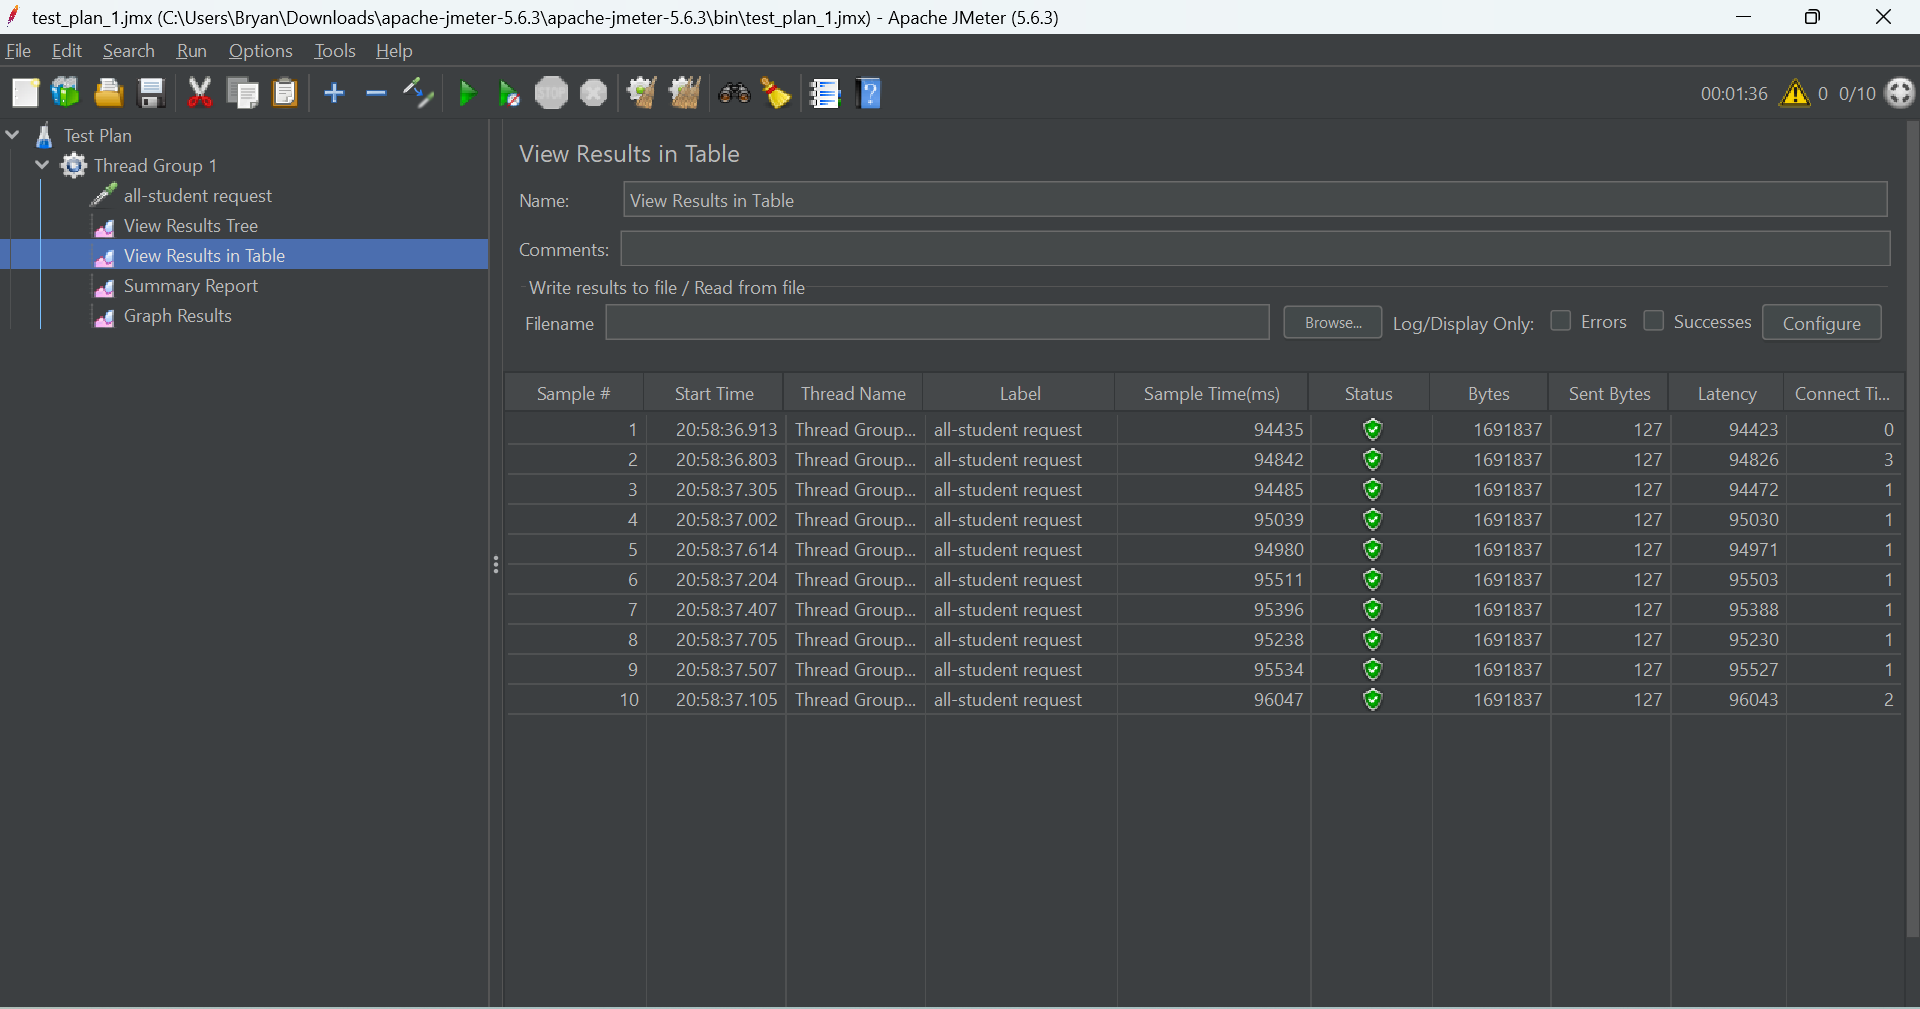 test_plan_1.jmx (C:\Users\Bryan\Downloads\apache-jmeter-5.6.3\apache-jmeter-5.6.3\bin\test_plan_1.jmx) - Apache JMeter (5.6.3)
File Edit Search Run Options Tools Help
STOP 00:01:36 0 0/10
Test Plan
Thread Group 1
all-student request
View Results Tree
View Results in Table
Summary Report
Graph Results
View Results in Table
Name: View Results in Table
Comments:
Write results to file / Read from file
Filename Browse... Log/Display Only: Errors Successes Configure
Sample # Start Time Thread Name Label Sample Time(ms) Status Bytes Sent Bytes Latency Connect Ti...
1 20:58:36.913 Thread Group... all-student request 94435 1691837 127 94423 0
2 20:58:36.803 Thread Group... all-student request 94842 1691837 127 94826 3
3 20:58:37.305 Thread Group... all-student request 94485 1691837 127 94472 1
4 20:58:37.002 Thread Group... all-student request 95039 1691837 127 95030 1
5 20:58:37.614 Thread Group... all-student request 94980 1691837 127 94971 1
6 20:58:37.204 Thread Group... all-student request 95511 1691837 127 95503 1
7 20:58:37.407 Thread Group... all-student request 95396 1691837 127 95388 1
8 20:58:37.705 Thread Group... all-student request 95238 1691837 127 95230 1
9 20:58:37.507 Thread Group... all-student request 95534 1691837 127 95527 1
10 20:58:37.105 Thread Group... all-student request 96047 1691837 127 96043 2